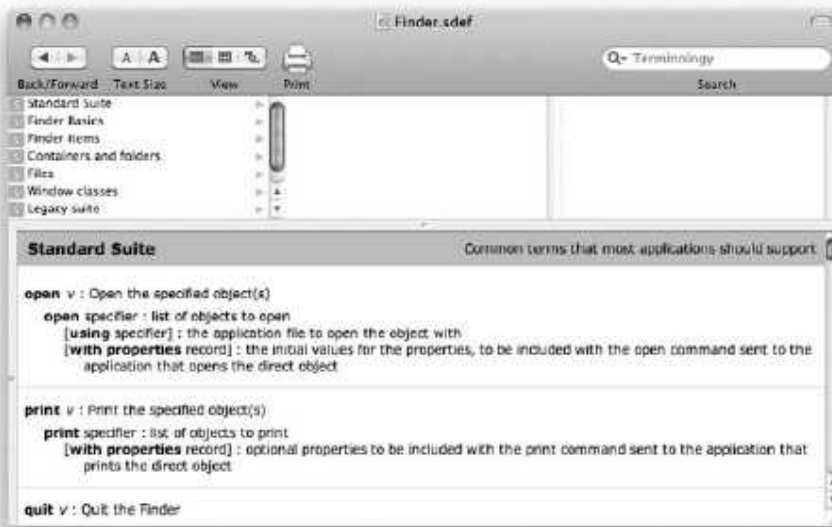 Finder.sdef
A A
Q- Terminology
Back/Forward Text Size View Print Search
Standard Suite
Finder Basics
Finder Items
Containers and folders
Files
Window classes
Legacy suite
Standard Suite Common terms that most applications should support
open v : Open the specified object(s)
open specifier : list of objects to open
[using specifier] : the application file to open the object with
[with properties record] : the initial values for the properties, to be included with the open command sent to the
application that opens the direct object
print v : Print the specified object(s)
print specifier : list of objects to print
[with properties record] : optional properties to be included with the print command sent to the application that
prints the direct object
quit v : Quit the Finder